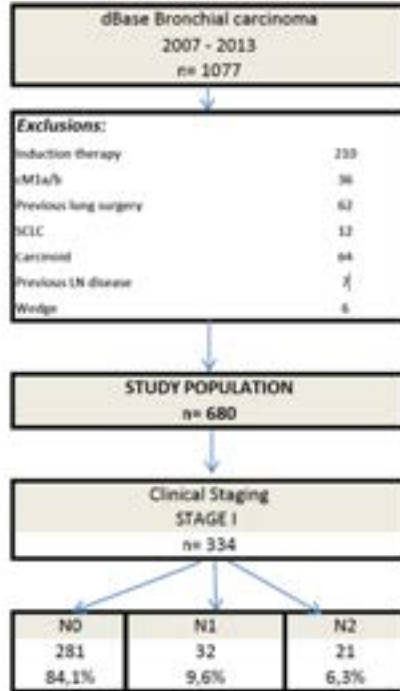 dBase Bronchial carcinoma
2007 - 2013
n= 1077
Exclusions:
Induction therapy 210
cM1a/b 36
Previous lung surgery 62
SCLC 12
Carcinoid 64
Previous LN disease 7
Wedge 6
STUDY POPULATION
n= 680
Clinical Staging
STAGE I
n= 334
N0 N1 N2
281 32 21
84,1% 9,6% 6,3%